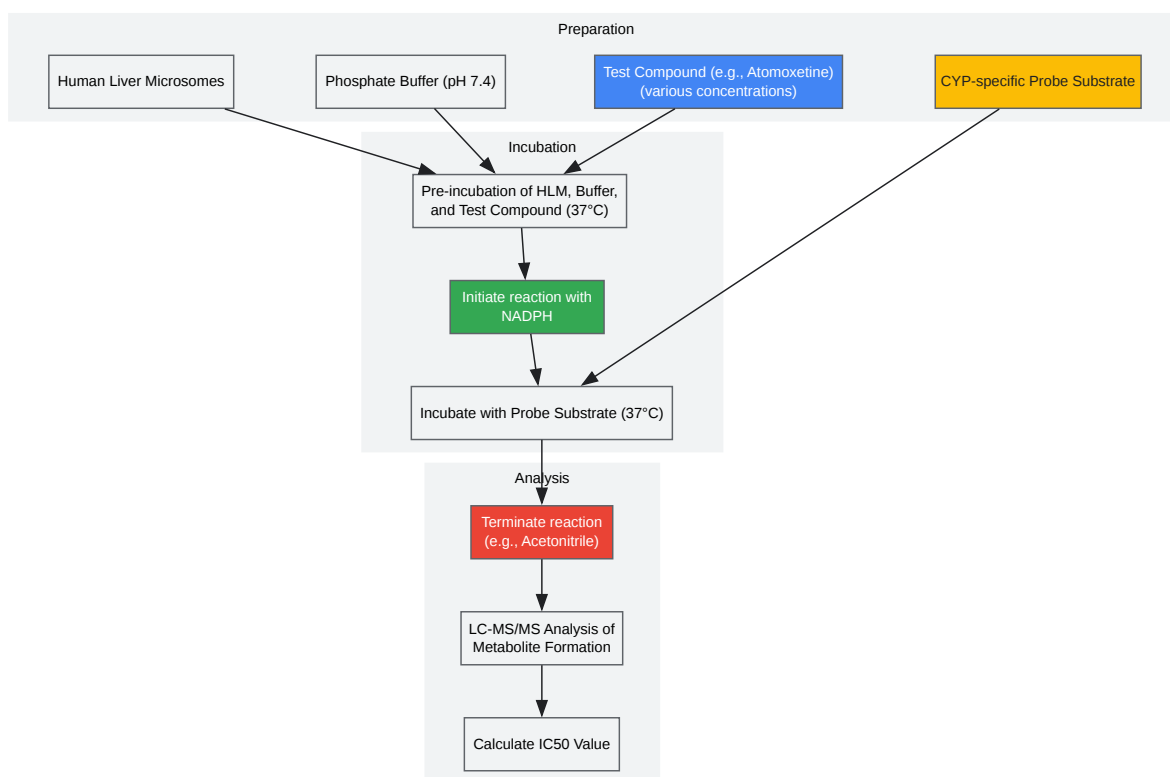 Preparation
Human Liver Microsomes
Phosphate Buffer (pH 7.4)
Test Compound (e.g., Atomoxetine)
(various concentrations)
CYP-specific Probe Substrate
Incubation
Pre-incubation of HLM, Buffer,
and Test Compound (37°C)
Initiate reaction with
NADPH
Incubate with Probe Substrate (37°C)
Analysis
Terminate reaction
(e.g., Acetonitrile)
LC-MS/MS Analysis of
Metabolite Formation
Calculate IC50 Value